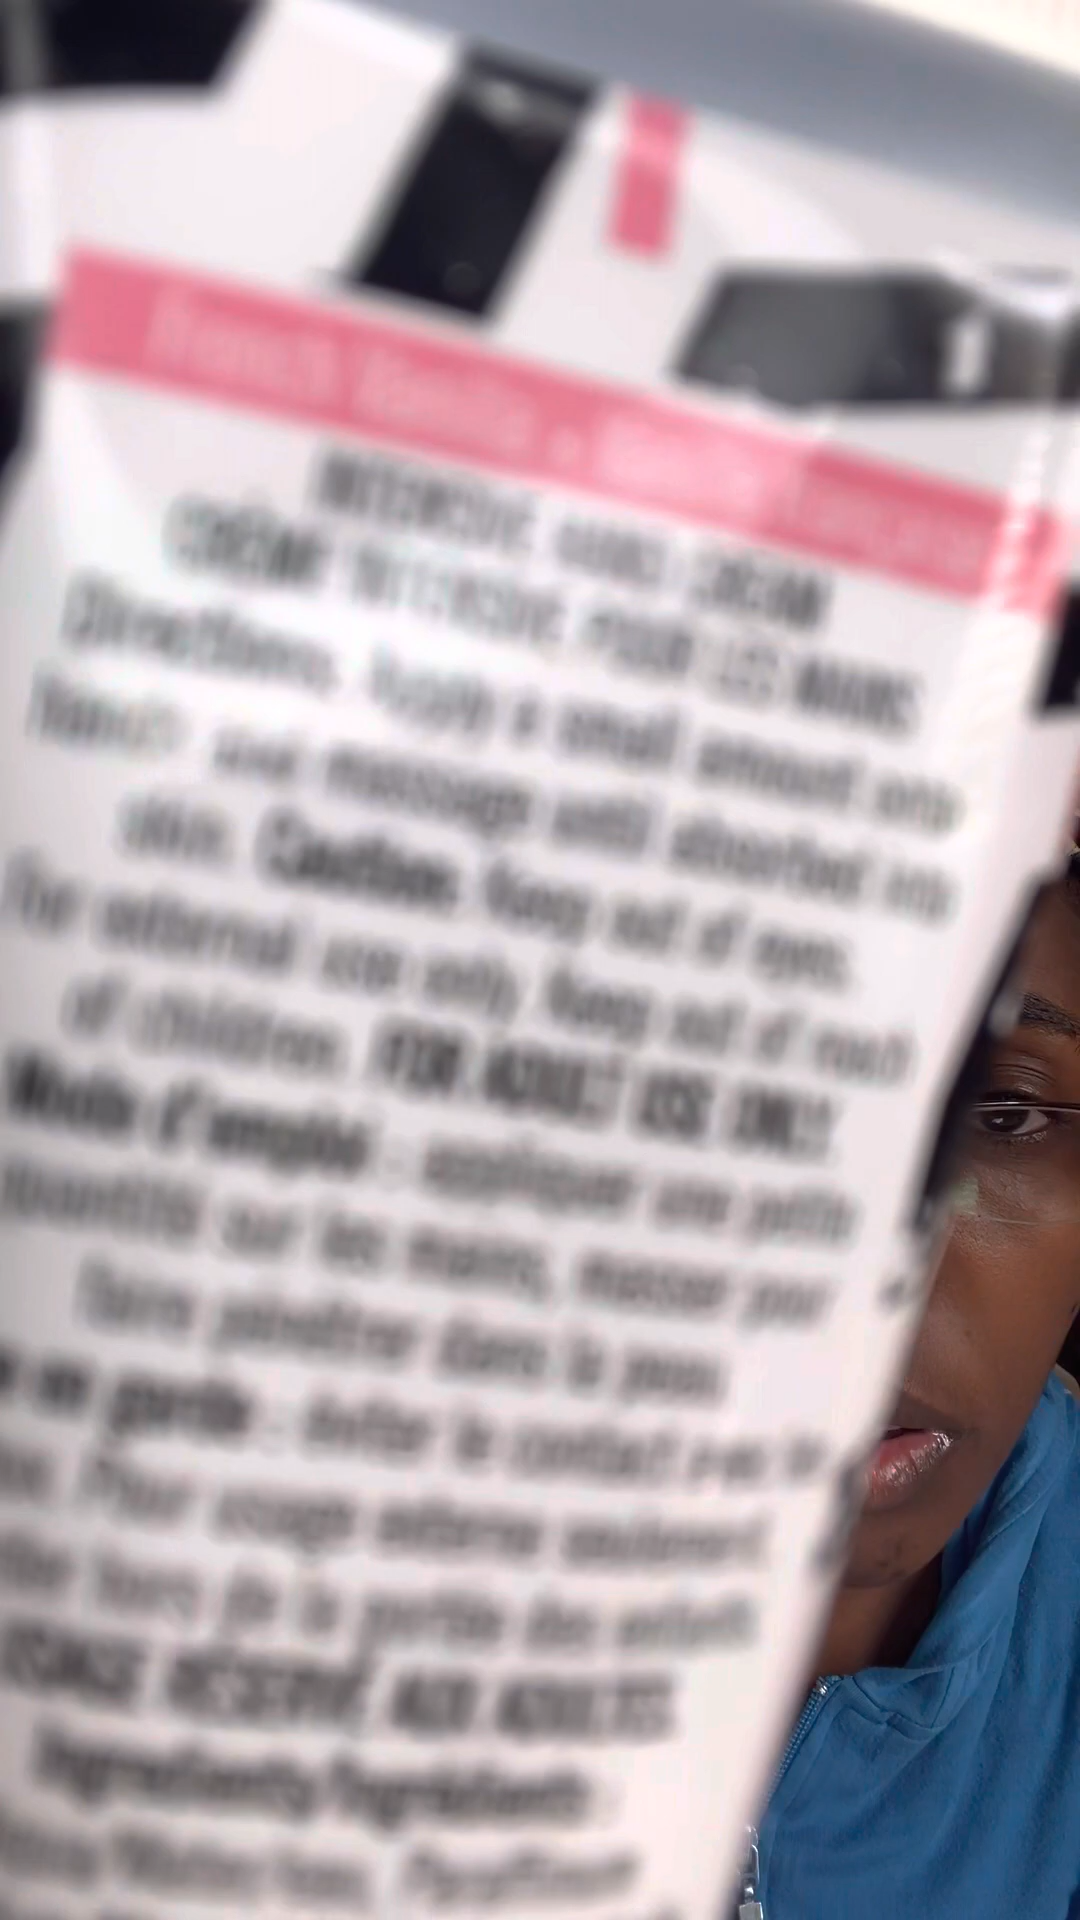 French Vanilla • Vanille Française
INTENSIVE HAND CREAM
CRÈME INTENSIVE POUR LES MAINS
Directions: Apply a small amount onto
hands and massage until absorbed into
skin. Caution: Keep out of eyes.
For external use only. Keep out of reach
of children. FOR ADULT USE ONLY.
Mode d'emploi : appliquer une petite
quantité sur les mains, masser pour
faire pénétrer dans la peau.
en garde : éviter le contact avec
Pour usage externe seulement
hors de la portée des enfants
USAGE RÉSERVÉ AUX ADULTES
Ingredients/Ingrédients :